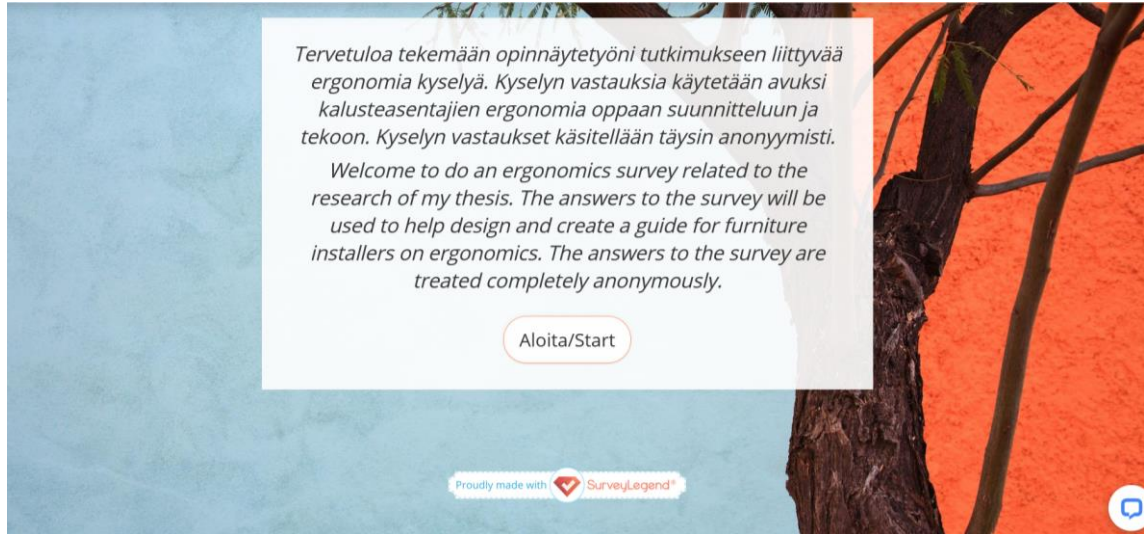 Tervetuloa tekemään opinnäytetyöni tutkimukseen liittyvää
ergonomia kyselyä. Kyselyn vastauksia käytetään avuksi
kalusteasentajien ergonomia oppaan suunnitteluun ja
tekoon. Kyselyn vastaukset käsitellään täysin anonyymisti.
Welcome to do an ergonomics survey related to the
research of my thesis. The answers to the survey will be
used to help design and create a guide for furniture
installers on ergonomics. The answers to the survey are
treated completely anonymously.
Aloita/Start
Proudly made with SurveyLegend®